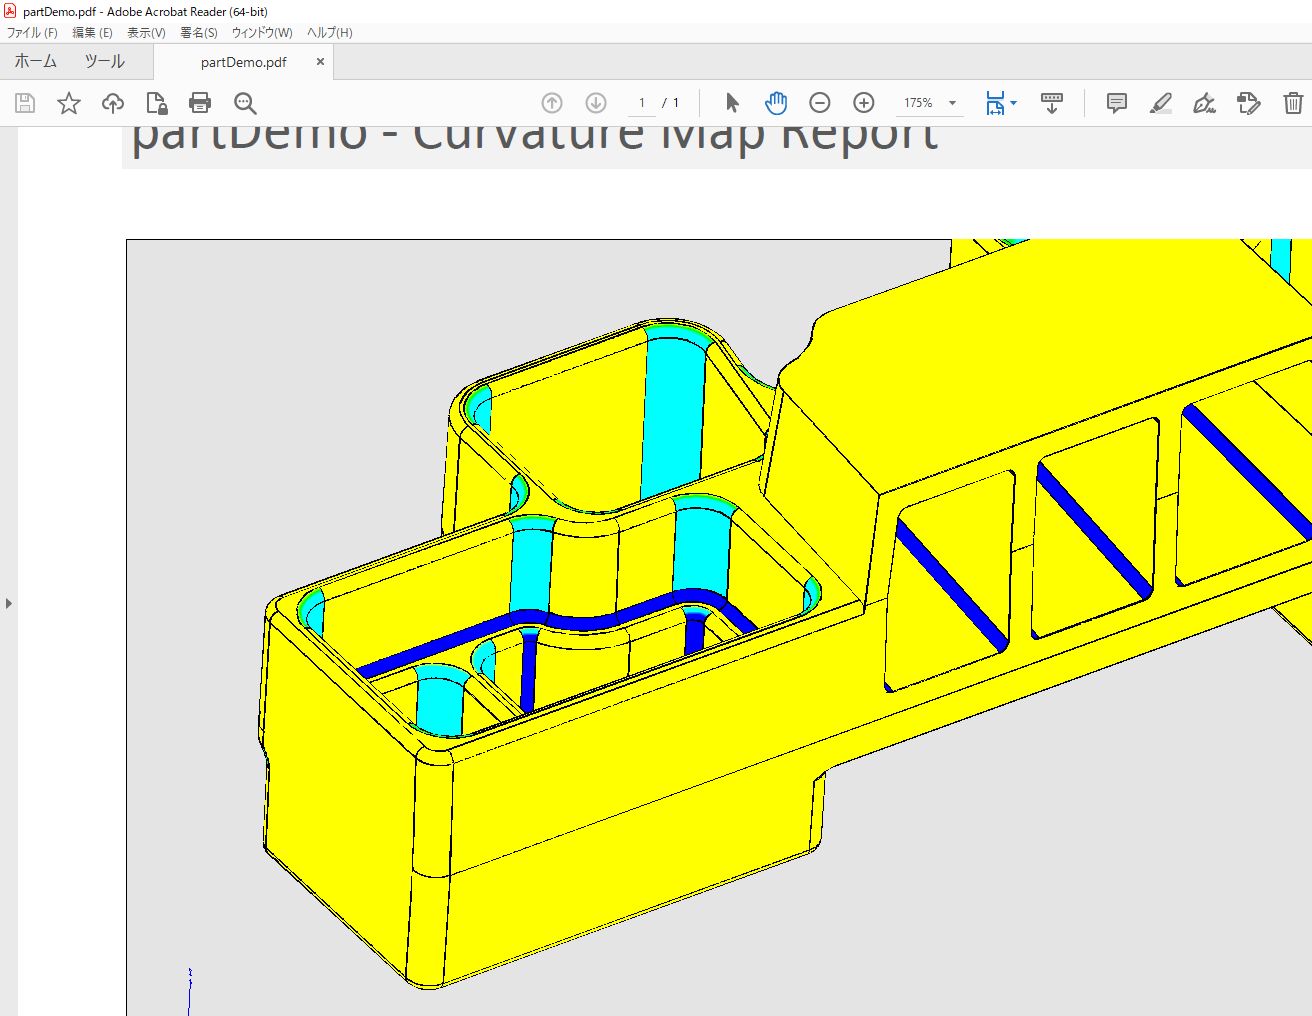 partDemo.pdf - Adobe Acrobat Reader (64-bit)
ファイル(F) 編集(E) 表示(V) 署名(S) ウィンドウ(W) ヘルプ(H)
ホーム ツール partDemo.pdf ×
1 / 1 175%
partDemo - Curvature Map Report